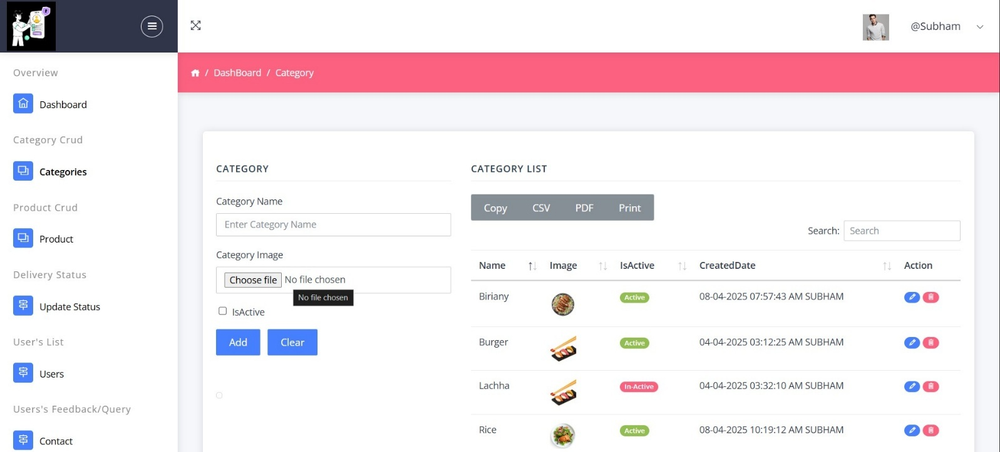 @Subham
/ DashBoard / Category
Overview
Dashboard
Category Crud
Categories
Product Crud
Product
Delivery Status
Update Status
User's List
Users
Users's Feedback/Query
Contact
CATEGORY
Category Name
Enter Category Name
Category Image
Choose file No file chosen
No file chosen
IsActive
Add Clear
CATEGORY LIST
Copy CSV PDF Print
Search: Search
Name Image IsActive CreatedDate Action
Biriany Active 08-04-2025 07:57:43 AM SUBHAM
Burger Active 04-04-2025 03:12:25 AM SUBHAM
Lachha In-Active 04-04-2025 03:32:10 AM SUBHAM
Rice Active 08-04-2025 10:19:12 AM SUBHAM